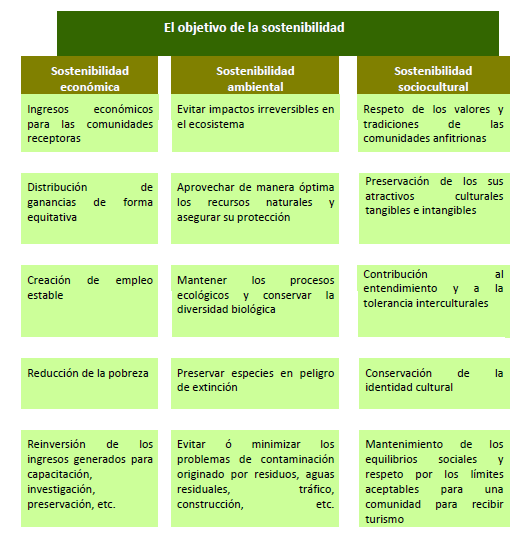 El objetivo de la sostenibilidad
Sostenibilidad
económica
Ingresos económicos
para las comunidades
receptoras
Distribución de
ganancias de forma
equitativa
Creación de empleo
estable
Reducción de la pobreza
Reinversión de los
ingresos generados para
capacitación,
investigación,
preservación, etc.
Sostenibilidad
ambiental
Evitar impactos irreversibles en
el ecosistema
Aprovechar de manera óptima
los recursos naturales y
asegurar su protección
Mantener los procesos
ecológicos y conservar la
diversidad biológica
Preservar especies en peligro
de extinción
Evitar ó minimizar los
problemas de contaminación
originado por residuos, aguas
residuales, tráfico,
construcción, etc.
Sostenibilidad
sociocultural
Respeto de los valores y
tradiciones de las
comunidades anfitrionas
Preservación de los sus
atractivos culturales
tangibles e intangibles
Contribución al
entendimiento y a la
tolerancia interculturales
Conservación de la
identidad cultural
Mantenimiento de los
equilibrios sociales y
respeto por los límites
aceptables para una
comunidad para recibir
turismo